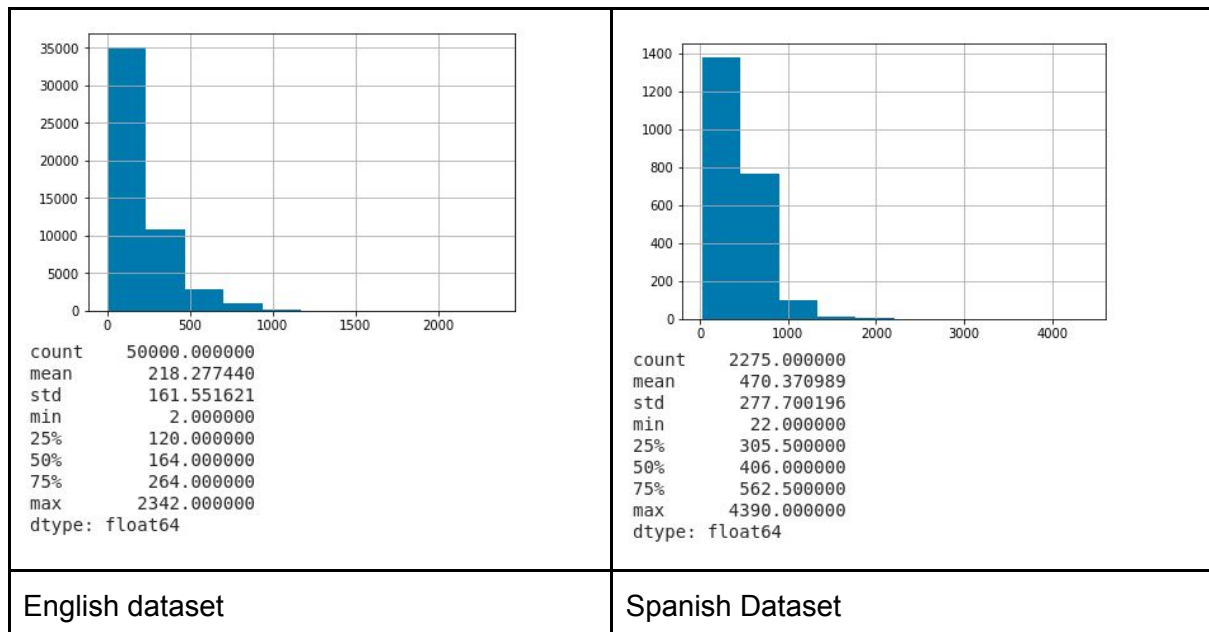 35000
30000
25000
20000
15000
10000
5000
0
0 500 1000 1500 2000
count 50000.000000
mean 218.277440
std 161.551621
min 2.000000
25% 120.000000
50% 164.000000
75% 264.000000
max 2342.000000
dtype: float64
1400
1200
1000
800
600
400
200
0
0 1000 2000 3000 4000
count 2275.000000
mean 470.370989
std 277.700196
min 22.000000
25% 305.500000
50% 406.000000
75% 562.500000
max 4390.000000
dtype: float64
English dataset
Spanish Dataset